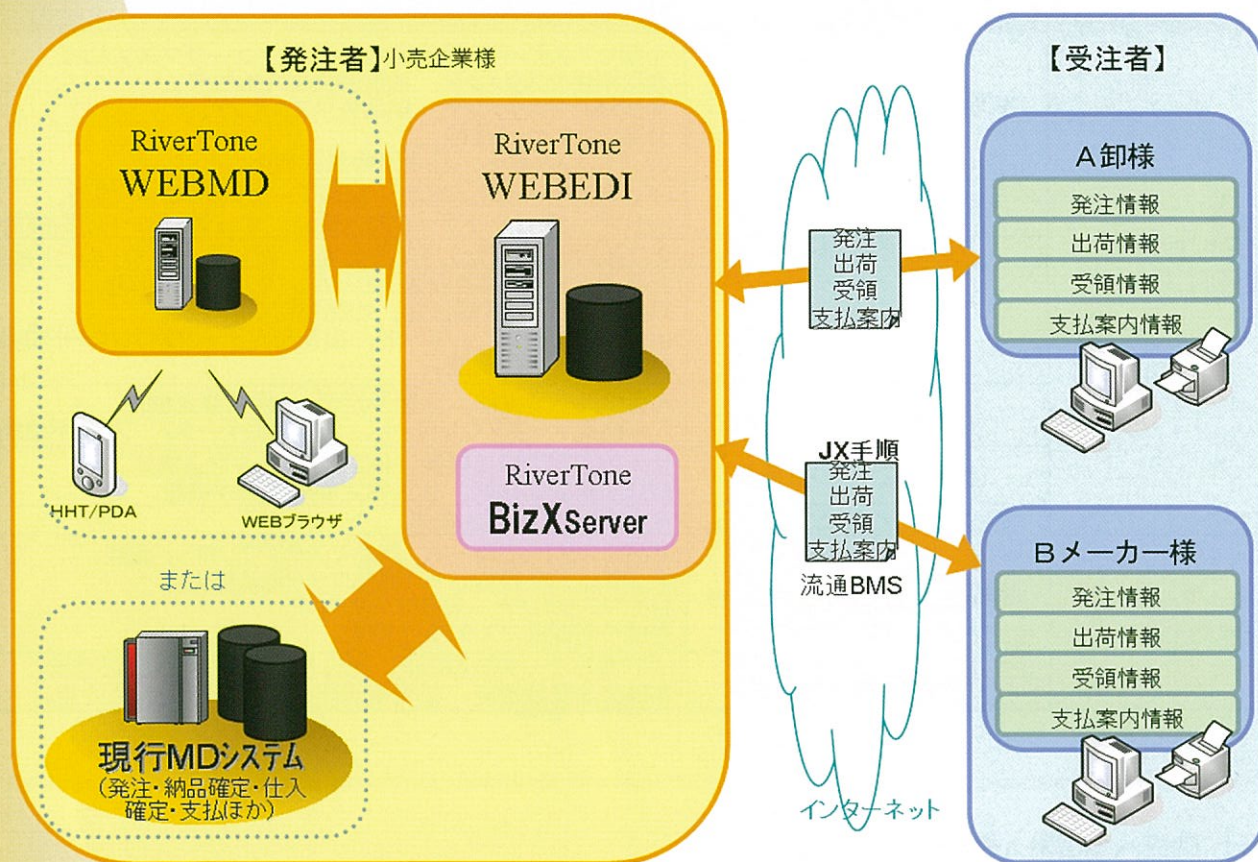 【発注者】小売企業様
RiverTone
WEBMD
HHT/PDA
WEBブラウザ
または
現行MDシステム
(発注・納品確定・仕入
確定・支払ほか)
RiverTone
WEBEDI
RiverTone
BizXServer
発注
出荷
受領
支払案内
JX手順
発注
出荷
受領
支払案内
流通BMS
インターネット
【受注者】
A卸様
発注情報
出荷情報
受領情報
支払案内情報
Bメーカー様
発注情報
出荷情報
受領情報
支払案内情報